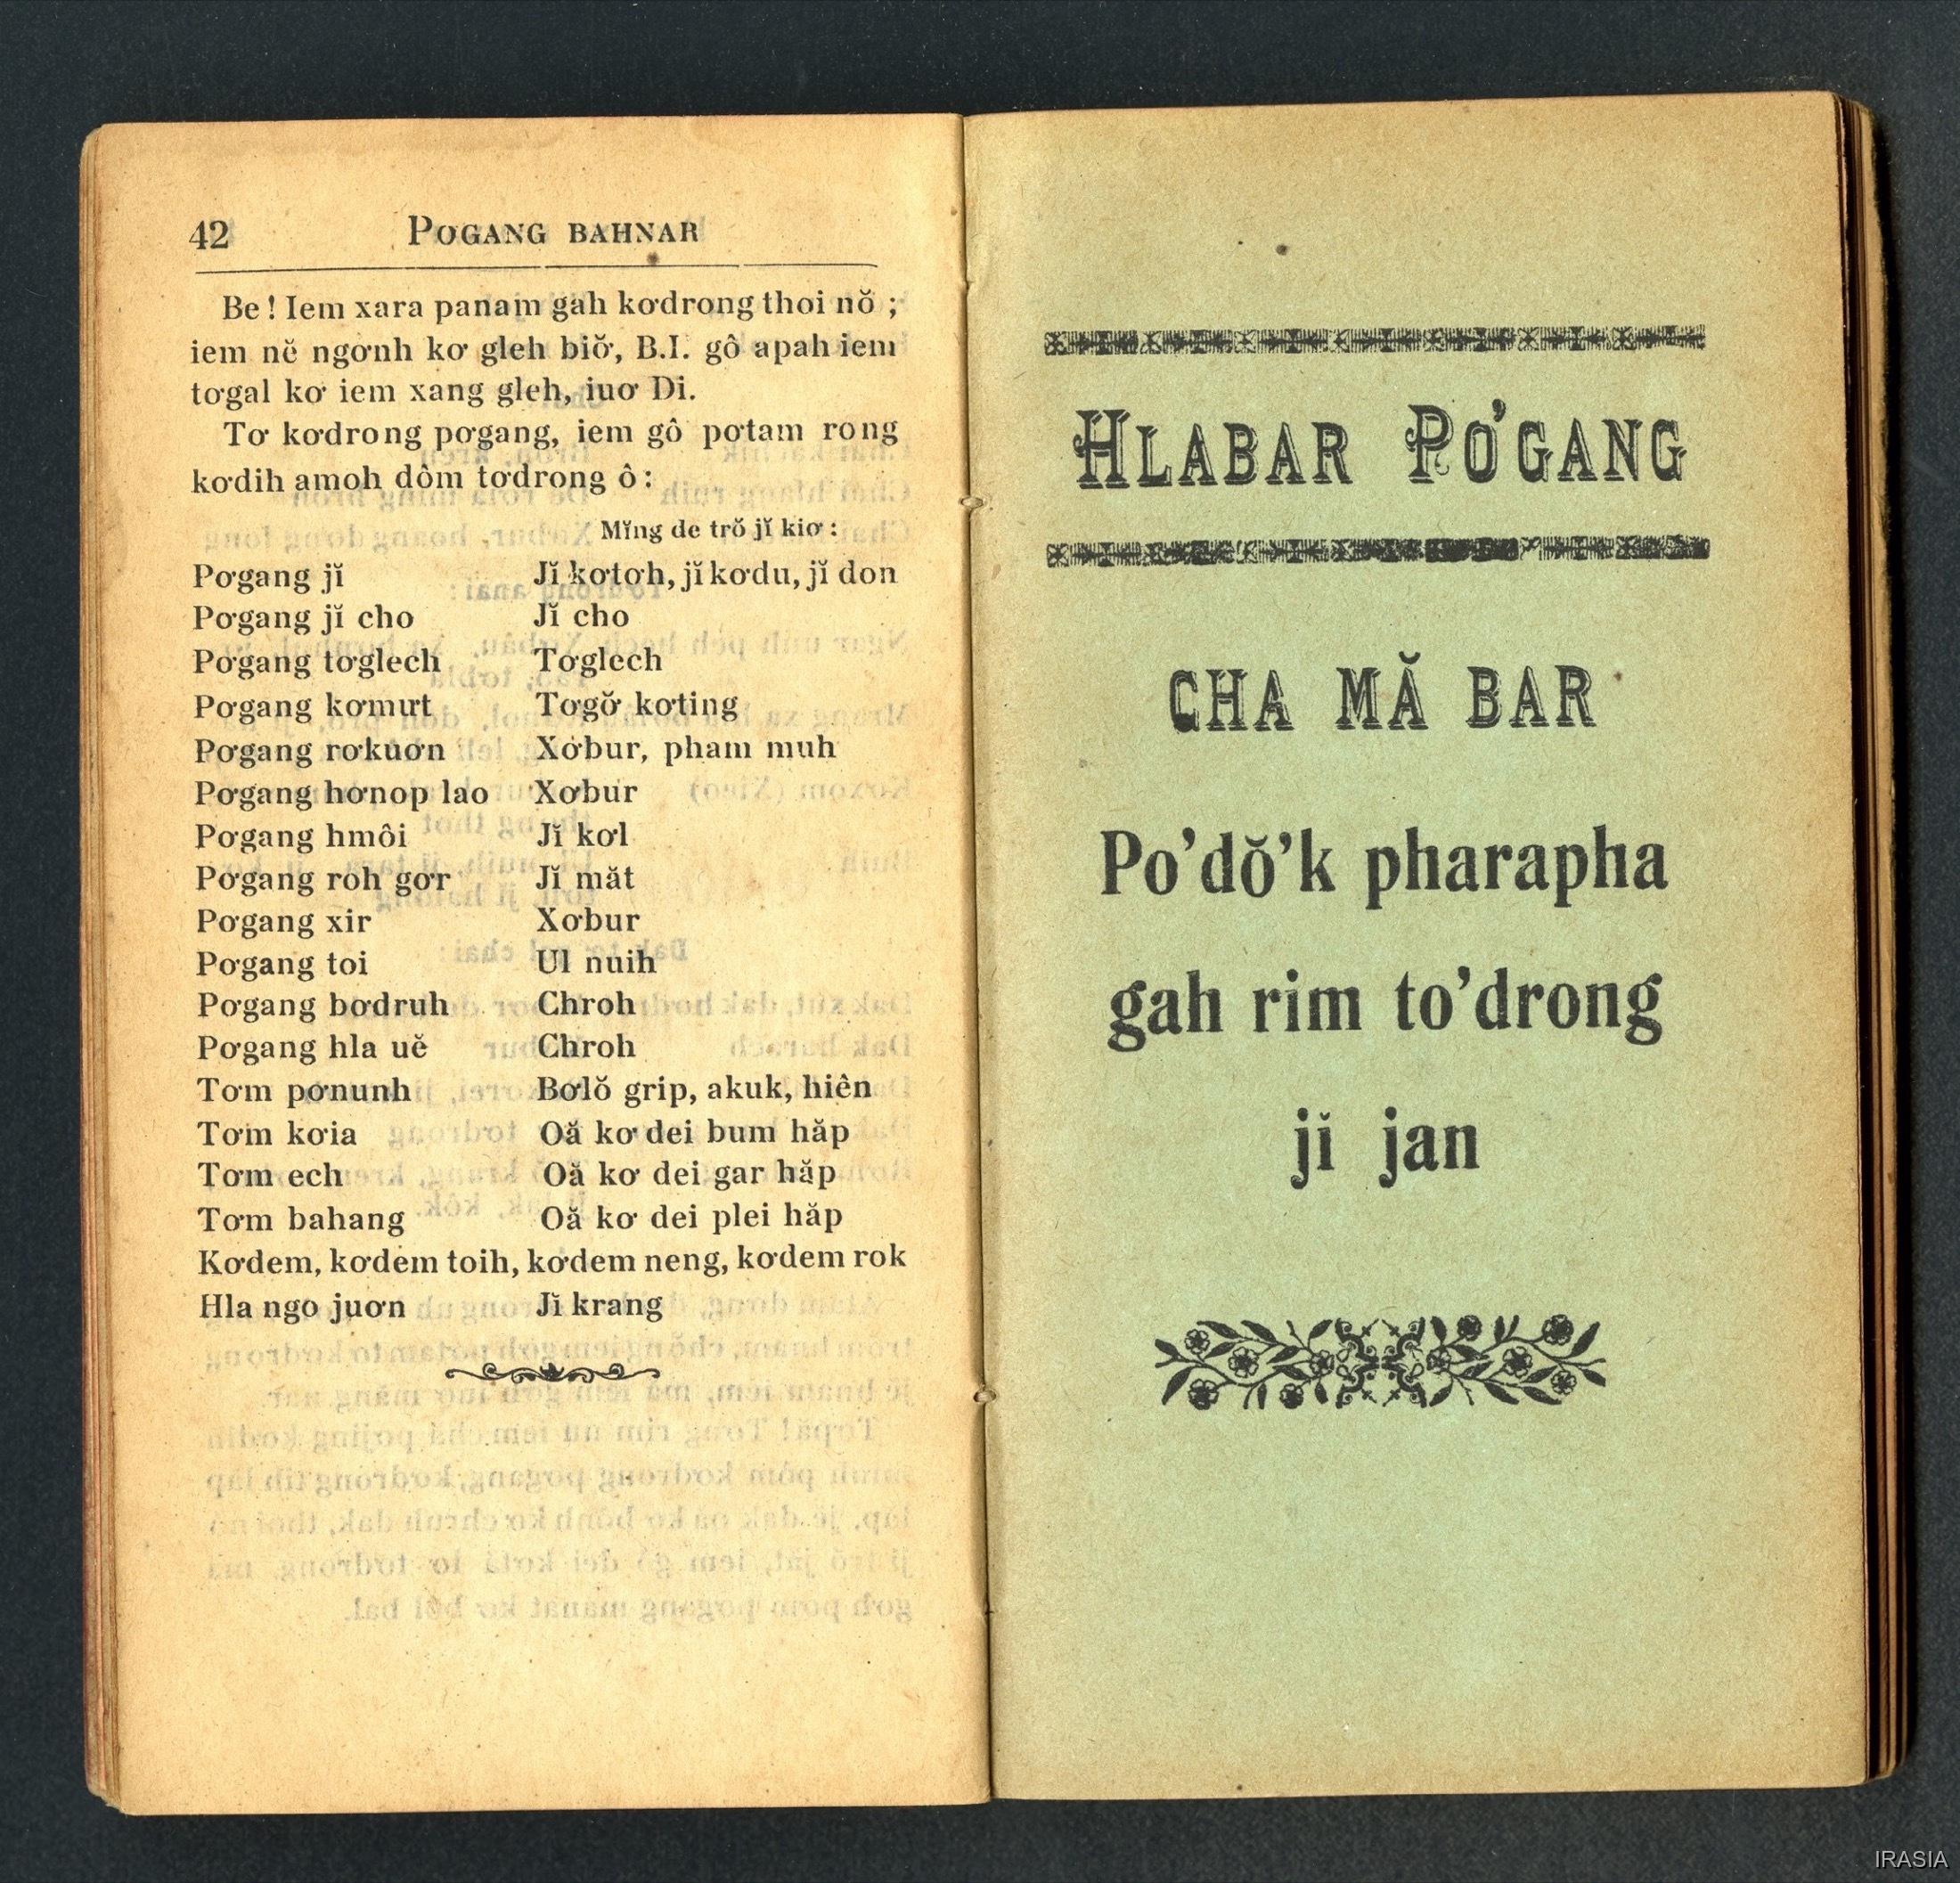 42 POGANG BAHNAR
Be ! Iem xara panam gah kơdrong thoi nŏ ;
iem nĕ ngơnh kơ gleh biơ̆, B.I. gô apah iem
tơgal kơ iem xang gleh, iuơ Di.
Tơ kơdrong pơgang, iem gô pơtam rong
kơdih amoh dôm tơdrong ô :
Mĭng de trŏ jĭ kiơ :
Pơgang jĭ Jĭ kơtơh, jĭ kơdu, jĭ don
Pơgang jĭ cho Jĭ cho
Pơgang tơglech Tơglech
Pơgang kơmưt Tơgơ̆ kơting
Pơgang rơkuơn Xơbur, pham muh
Pơgang hơnop lao Xơbur
Pơgang hmôi Jĭ kơl
Pơgang roh gơr Jĭ măt
Pơgang xir Xơbur
Pơgang toi Ul nuih
Pơgang bơdruh Chroh
Pơgang hla uĕ Chroh
Tơm pơnunh Bơlŏ grip, akuk, hiên
Tơm kơia Oă kơ dei bum hăp
Tơm ech Oă kơ dei gar hăp
Tơm bahang Oă kơ dei plei hăp
Kơdem, kơdem toih, kơdem neng, kơdem rok
Hla ngo juơn Jĭ krang
HLABAR PO'GANG
CHA MĂ BAR
Po'dŏ'k pharapha
gah rim to'drong
jĭ jan
IRASIA